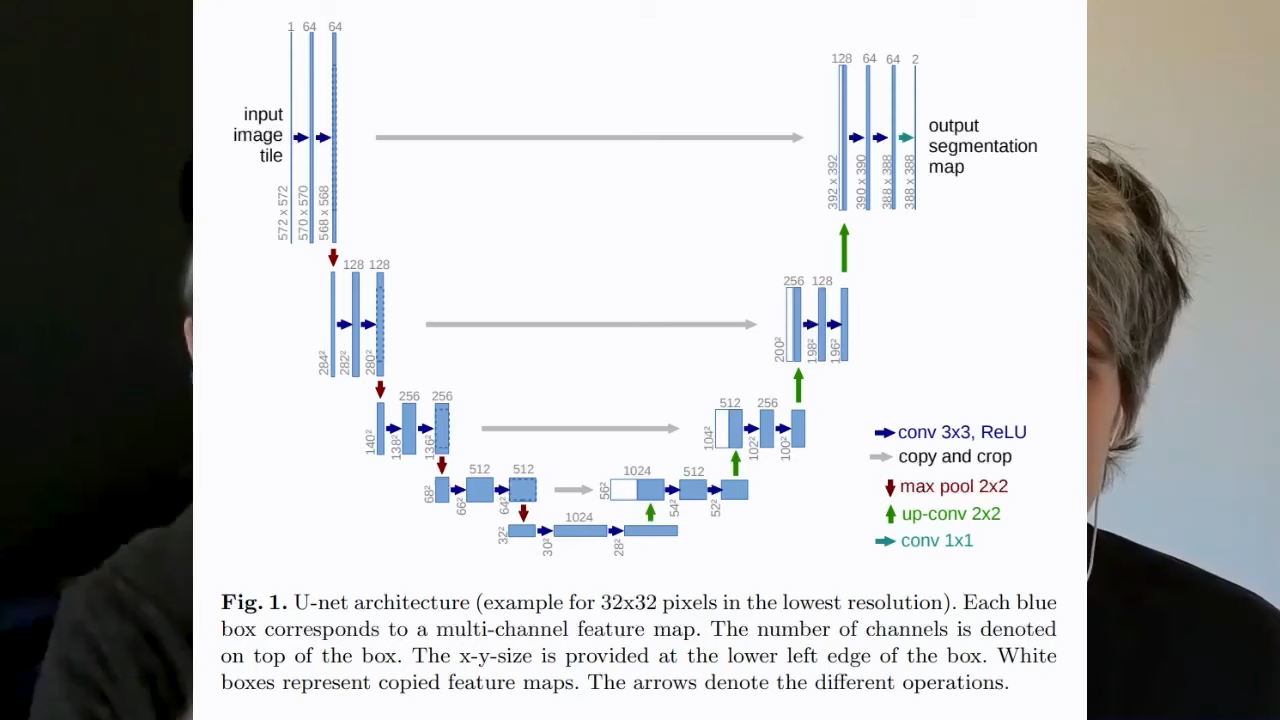 1 64 64
input
image
tile
572 x 572
570 x 570
568 x 568
128 64 64 2
output
segmentation
map
392 x 392
390 x 390
388 x 388
388 x 388
128 128
284²
282²
280²
256 128
200²
198²
196²
256 256
140²
138²
136²
512 256
104²
102²
100²
512 512
68²
66²
64²
1024 512
56²
54²
52²
1024
32²
30²
28²
conv 3x3, ReLU
copy and crop
max pool 2x2
up-conv 2x2
conv 1x1
Fig. 1. U-net architecture (example for 32x32 pixels in the lowest resolution). Each blue
box corresponds to a multi-channel feature map. The number of channels is denoted
on top of the box. The x-y-size is provided at the lower left edge of the box. White
boxes represent copied feature maps. The arrows denote the different operations.